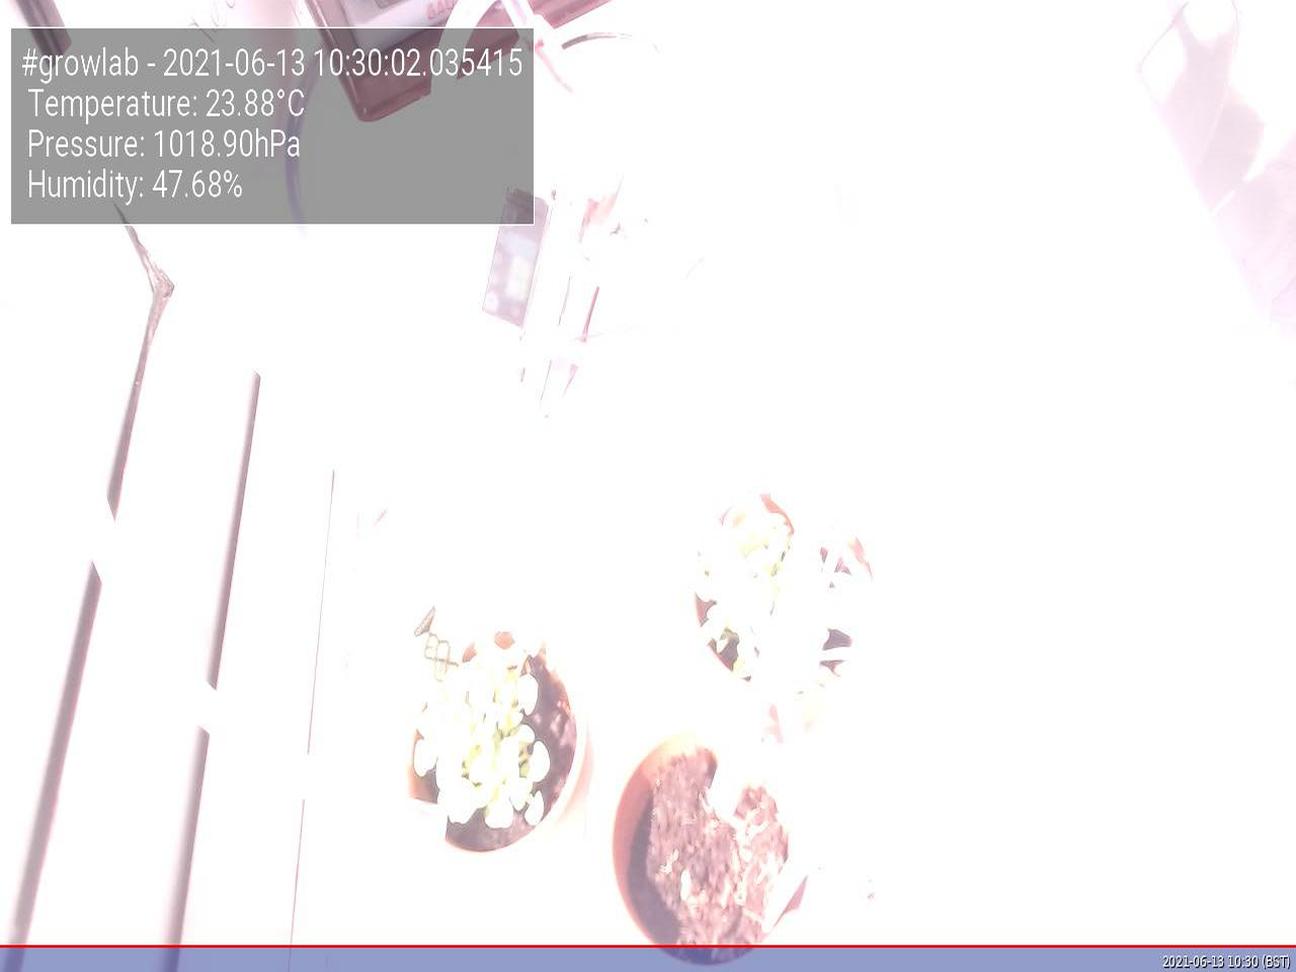 #growlab - 2021-06-13 10:30:02.035415
Temperature: 23.88°C
Pressure: 1018.90hPa
Humidity: 47.68%
2021-06-13 10:30 (BST)